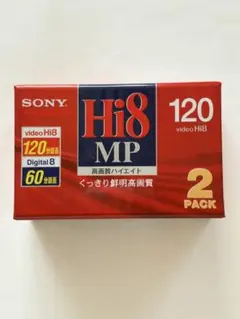 SONY
Hi8
MP
高画質ハイエイト
くっきり鮮明高画質
video Hi8
120分録画
Digital 8
60分録画
120
video Hi8
2
PACK